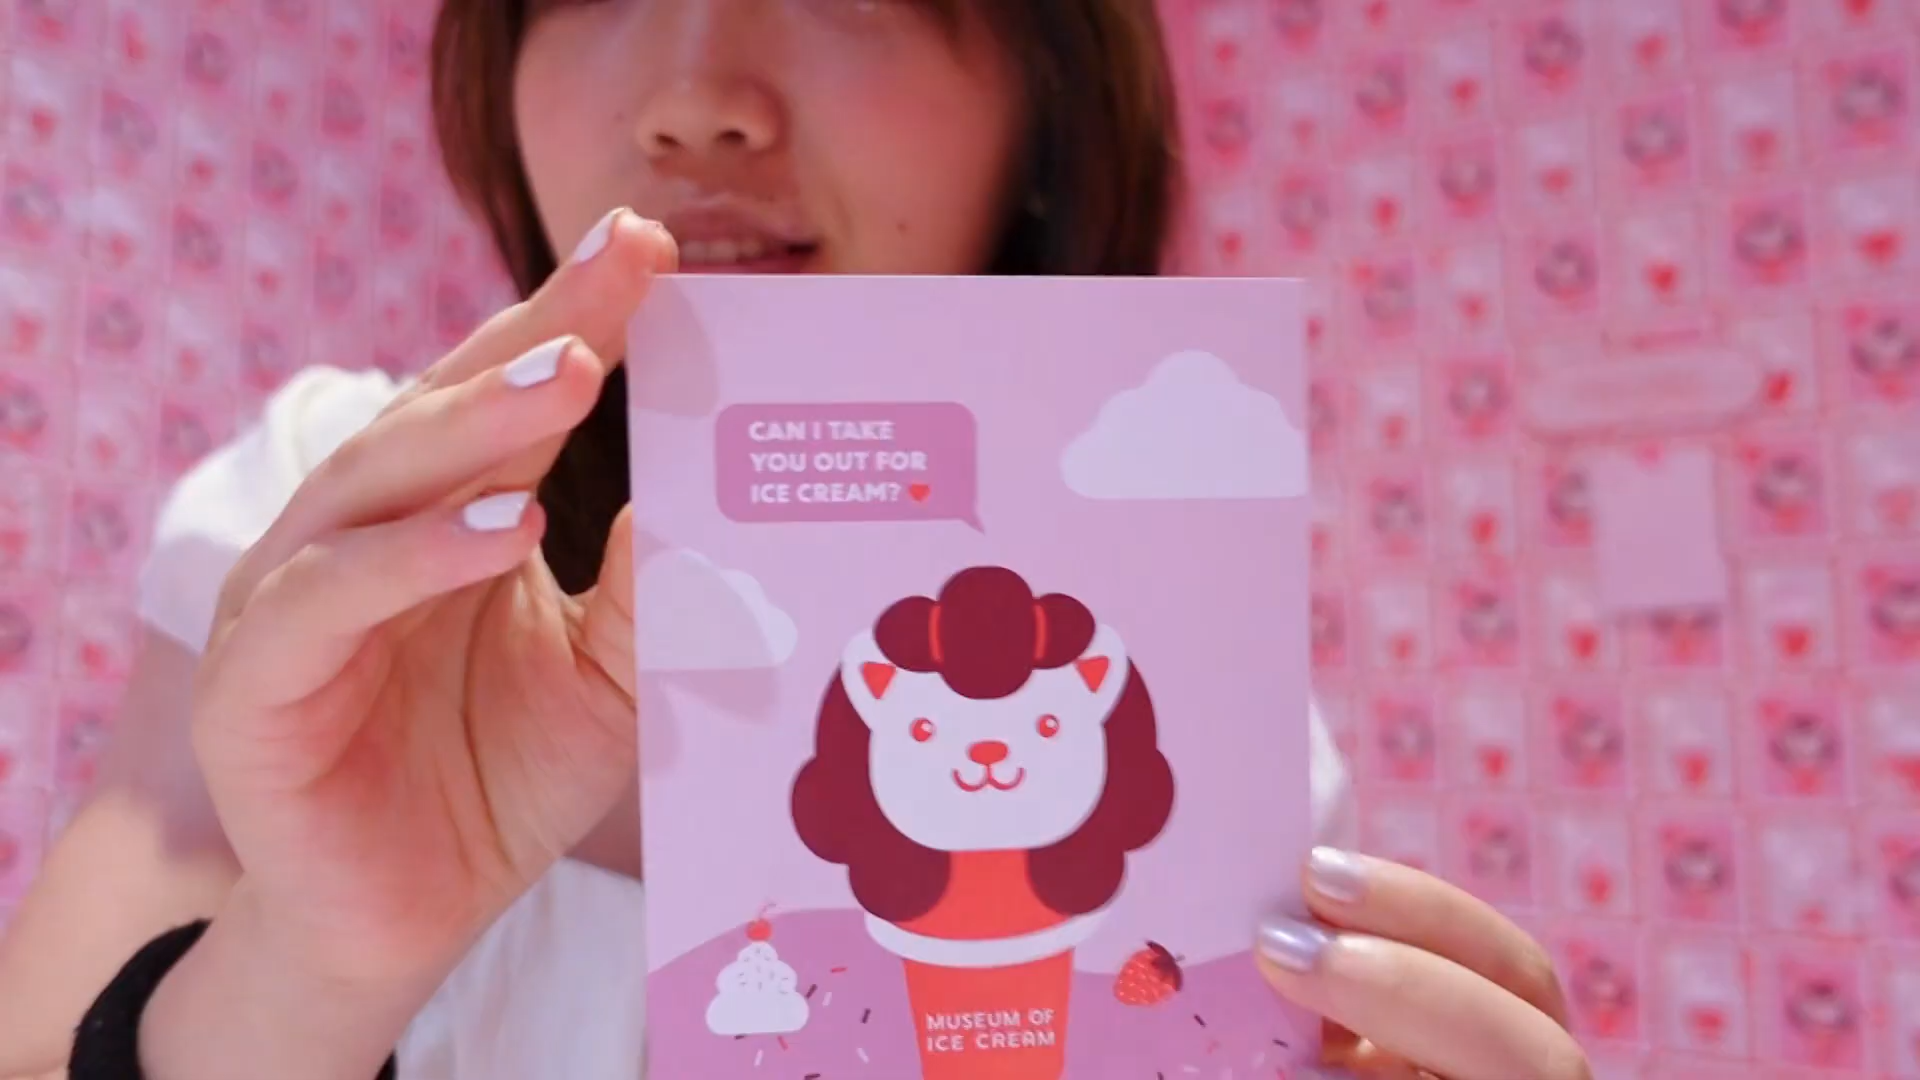 CAN I TAKE
YOU OUT FOR
ICE CREAM?
MUSEUM OF
ICE CREAM